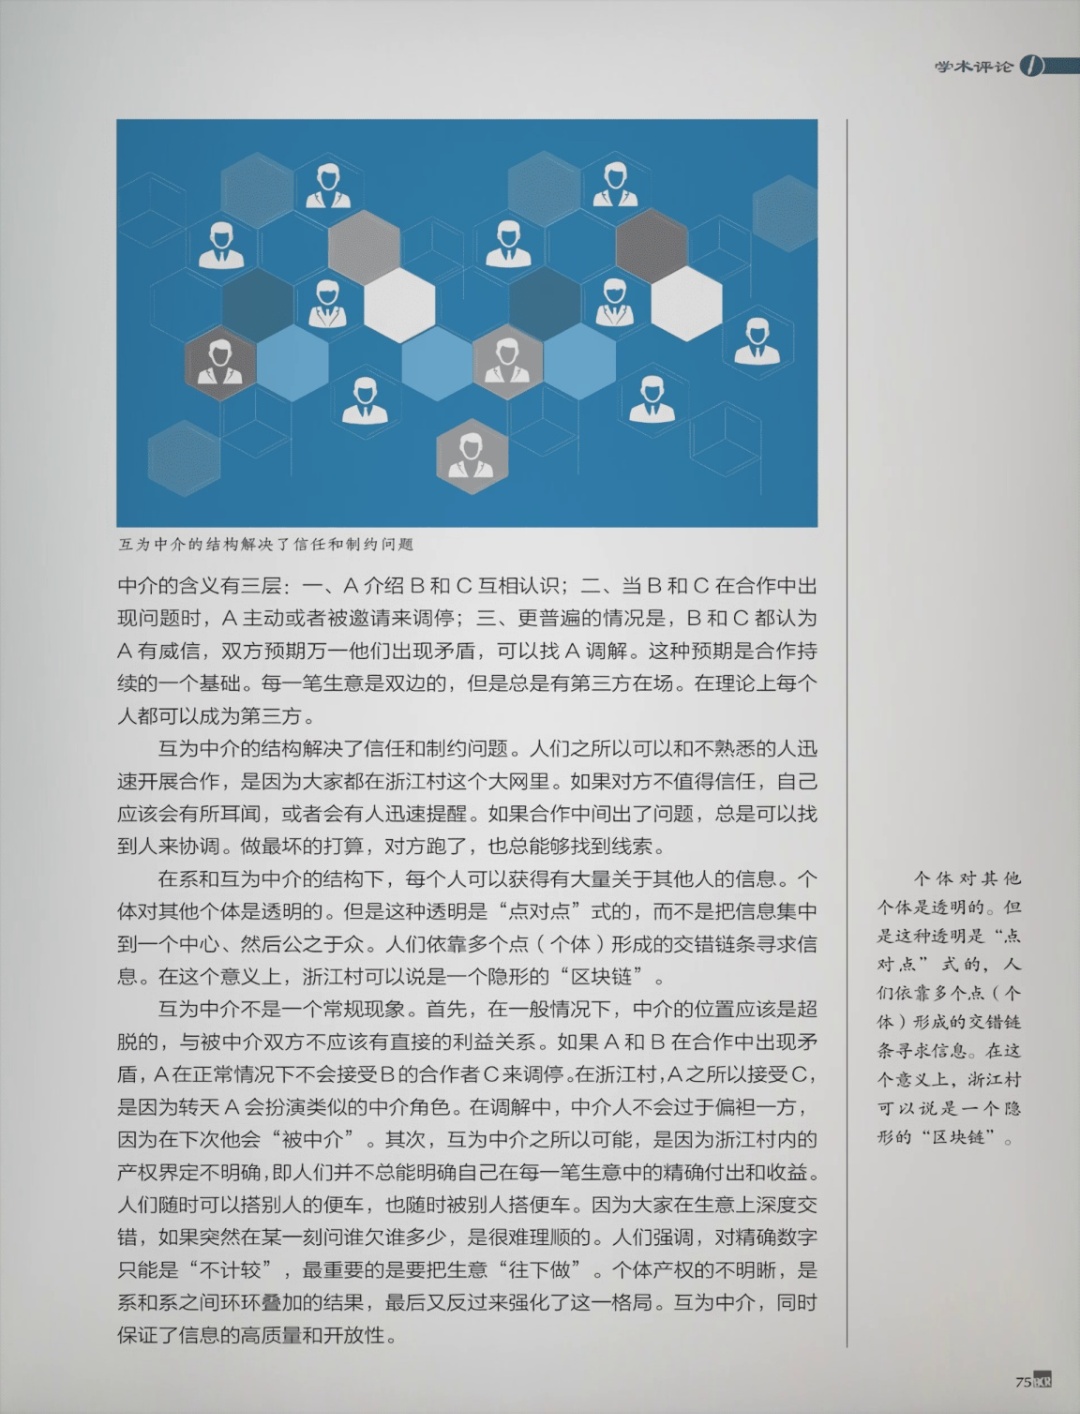 学术评论
互为中介的结构解决了信任和制约问题
中介的含义有三层：一、A 介绍 B 和 C 互相认识；二、当 B 和 C 在合作中出
现问题时，A 主动或者被邀请来调停；三、更普遍的情况是，B 和 C 都认为
A 有威信，双方预期万一他们出现矛盾，可以找 A 调解。这种预期是合作持
续的一个基础。每一笔生意是双边的，但是总是有第三方在场。在理论上每个
人都可以成为第三方。
互为中介的结构解决了信任和制约问题。人们之所以可以和不熟悉的人迅
速开展合作，是因为大家都在浙江村这个大网里。如果对方不值得信任，自己
应该会有所耳闻，或者会有人迅速提醒。如果合作中间出了问题，总是可以找
到人来协调。做最坏的打算，对方跑了，也总能够找到线索。
在系和互为中介的结构下，每个人可以获得有大量关于其他人的信息。个
体对其他个体是透明的。但是这种透明是“点对点”式的，而不是把信息集中
到一个中心、然后公之于众。人们依靠多个点（个体）形成的交错链条寻求信
息。在这个意义上，浙江村可以说是一个隐形的“区块链”。
互为中介不是一个常规现象。首先，在一般情况下，中介的位置应该是超
脱的，与被中介双方不应该有直接的利益关系。如果 A 和 B 在合作中出现矛
盾，A 在正常情况下不会接受 B 的合作者 C 来调停。在浙江村，A 之所以接受 C，
是因为转天 A 会扮演类似的中介角色。在调解中，中介人不会过于偏袒一方，
因为在下次他会“被中介”。其次，互为中介之所以可能，是因为浙江村内的
产权界定不明确，即人们并不总能明确自己在每一笔生意中的精确付出和收益。
人们随时可以搭别人的便车，也随时被别人搭便车。因为大家在生意上深度交
错，如果突然在某一刻问谁欠谁多少，是很难理顺的。人们强调，对精确数字
只能是“不计较”，最重要的是要把生意“往下做”。个体产权的不明晰，是
系和系之间环环叠加的结果，最后又反过来强化了这一格局。互为中介，同时
保证了信息的高质量和开放性。
个体对其他
个体是透明的。但
是这种透明是“点
对点”式的，人
们依靠多个点（个
体）形成的交错链
条寻求信息。在这
个意义上，浙江村
可以说是一个隐
形的“区块链”。
75